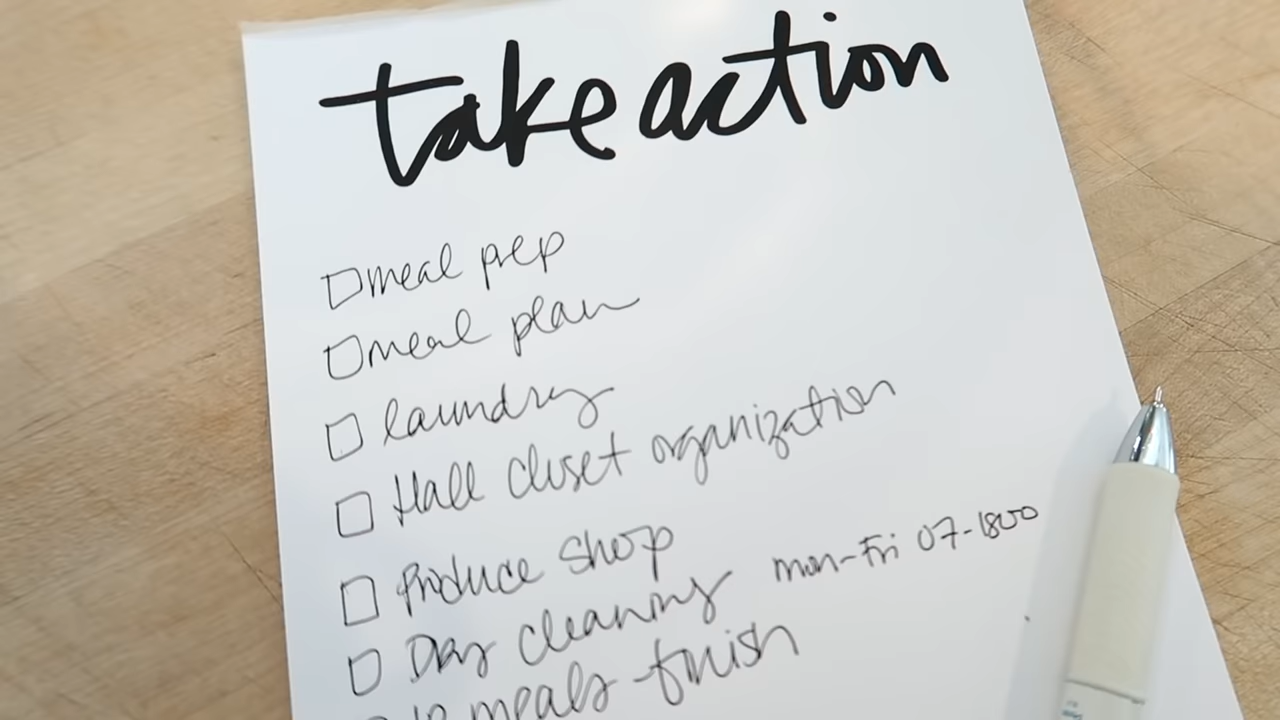 take action
meal prep
meal plan
laundry
Hall closet organization
Produce shop
Day cleaning mon-Fri 07-1800
meals-finish